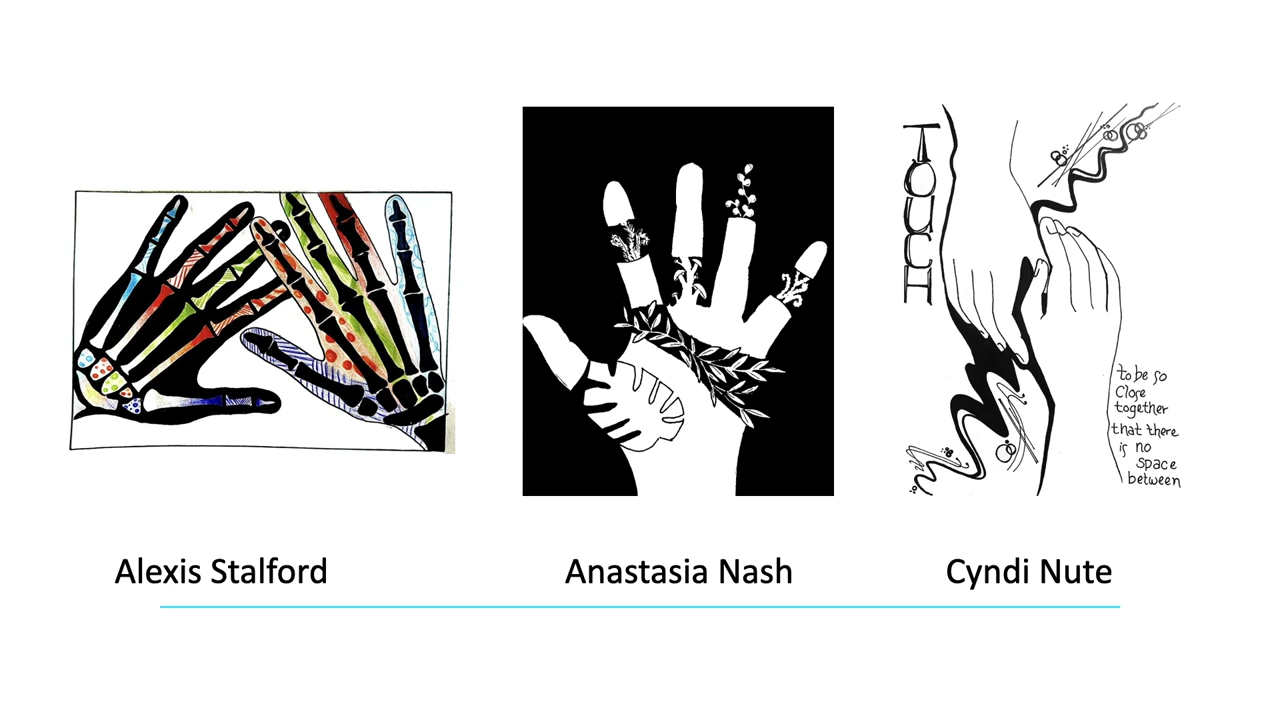 TOUCH
to be so
Close
together
that there
is no
space
between
Alexis Stalford
Anastasia Nash
Cyndi Nute